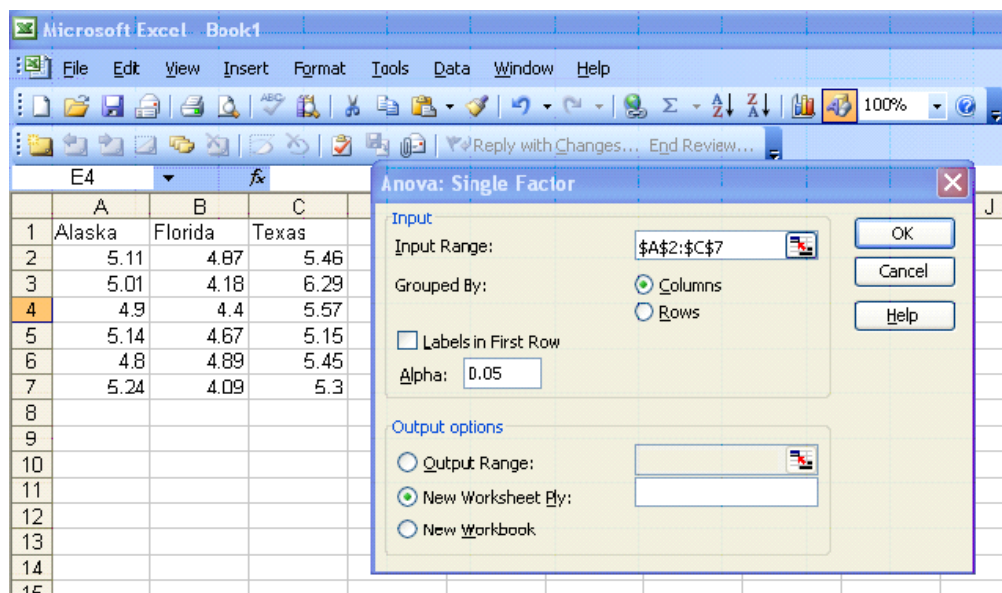 Microsoft Excel - Book1
File Edit View Insert Format Tools Data Window Help
ABC Σ A Z Z A 100%
Reply with Changes... End Review...
E4 fx
A B C J
1 Alaska Florida Texas
2 5.11 4.87 5.46
3 5.01 4.18 6.29
4 4.9 4.4 5.57
5 5.14 4.67 5.15
6 4.8 4.89 5.45
7 5.24 4.09 5.3
8
9
10
11
12
13
14
15
Anova: Single Factor
Input
Input Range: $A$2:$C$7
Grouped By: Columns
Rows
Labels in First Row
Alpha: 0.05
OK
Cancel
Help
Output options
Output Range:
New Worksheet Ply:
New Workbook